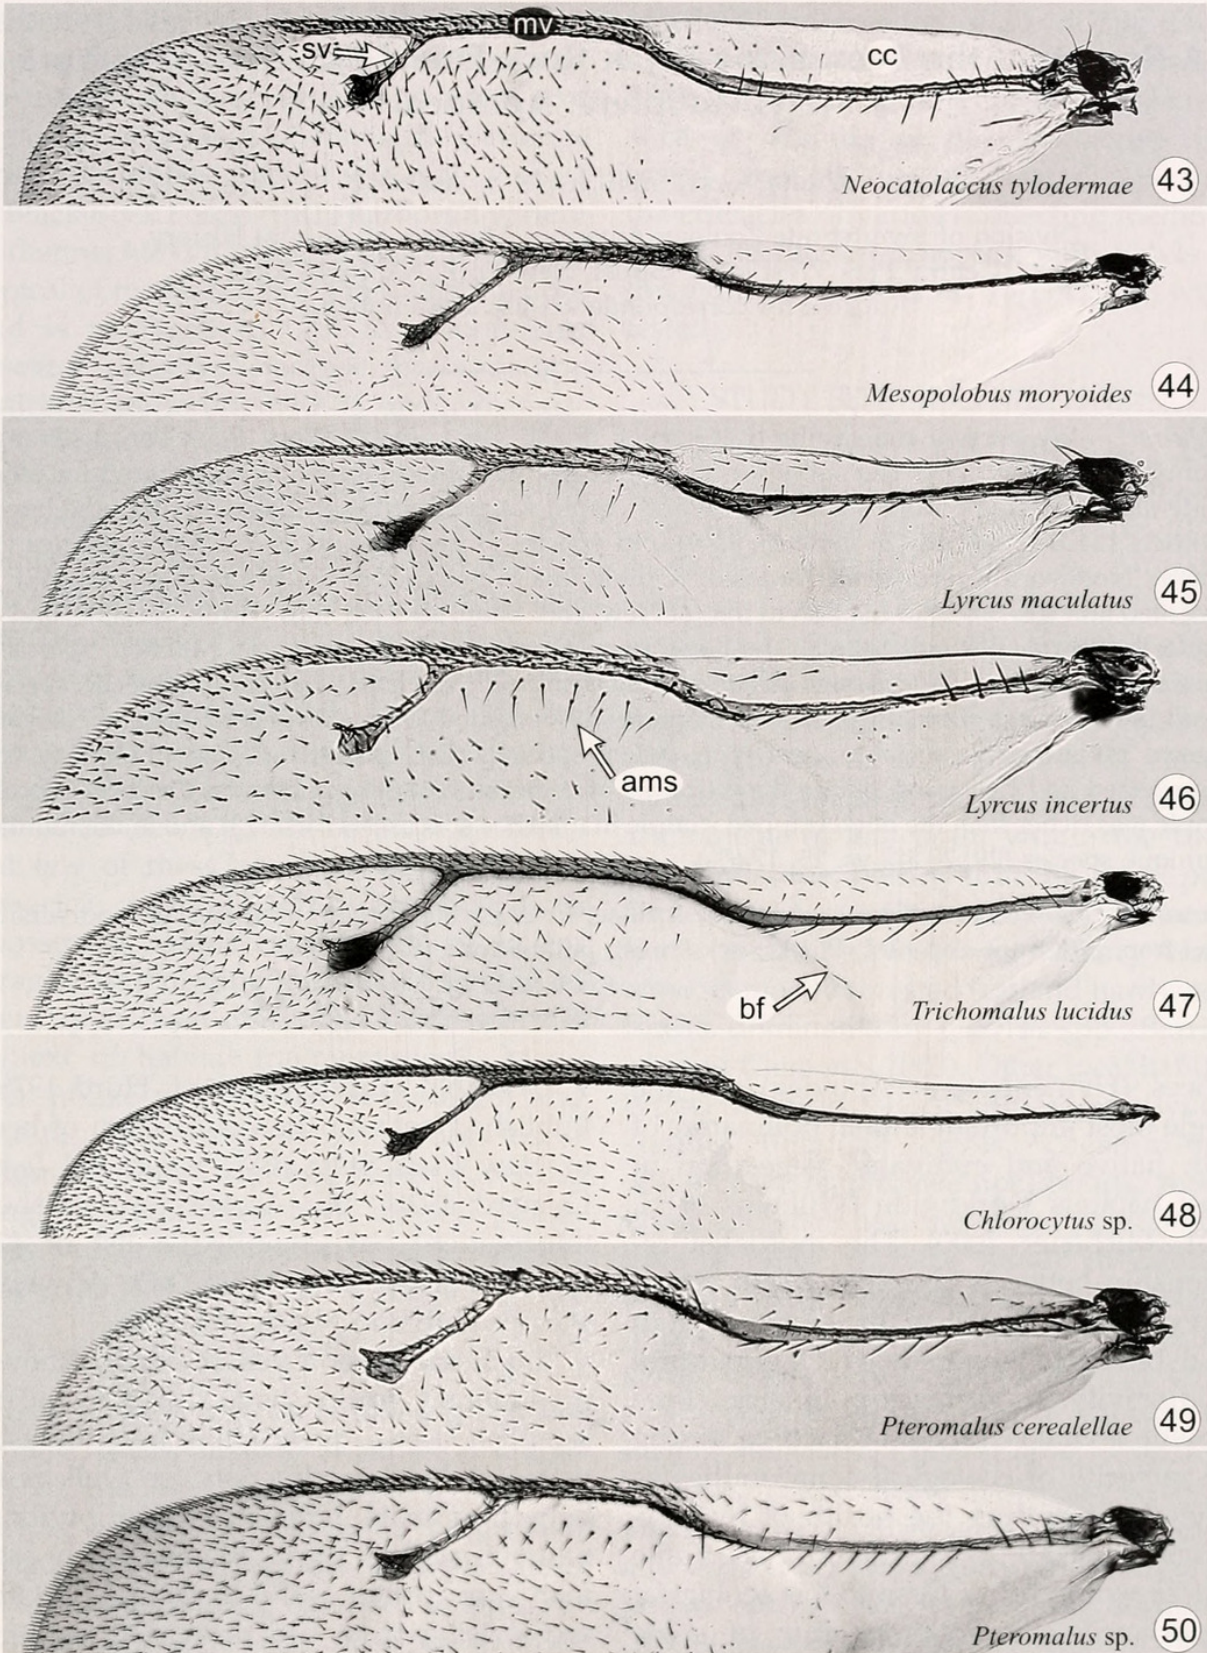 mv
sv
cc
Neocatolaccus tylodermae 43
Mesopolobus moryoides 44
Lyrcus maculatus 45
ams
Lyrcus incertus 46
bf
Trichomalus lucidus 47
Chlorocytus sp. 48
Pteromalus cerealellae 49
Pteromalus sp. 50